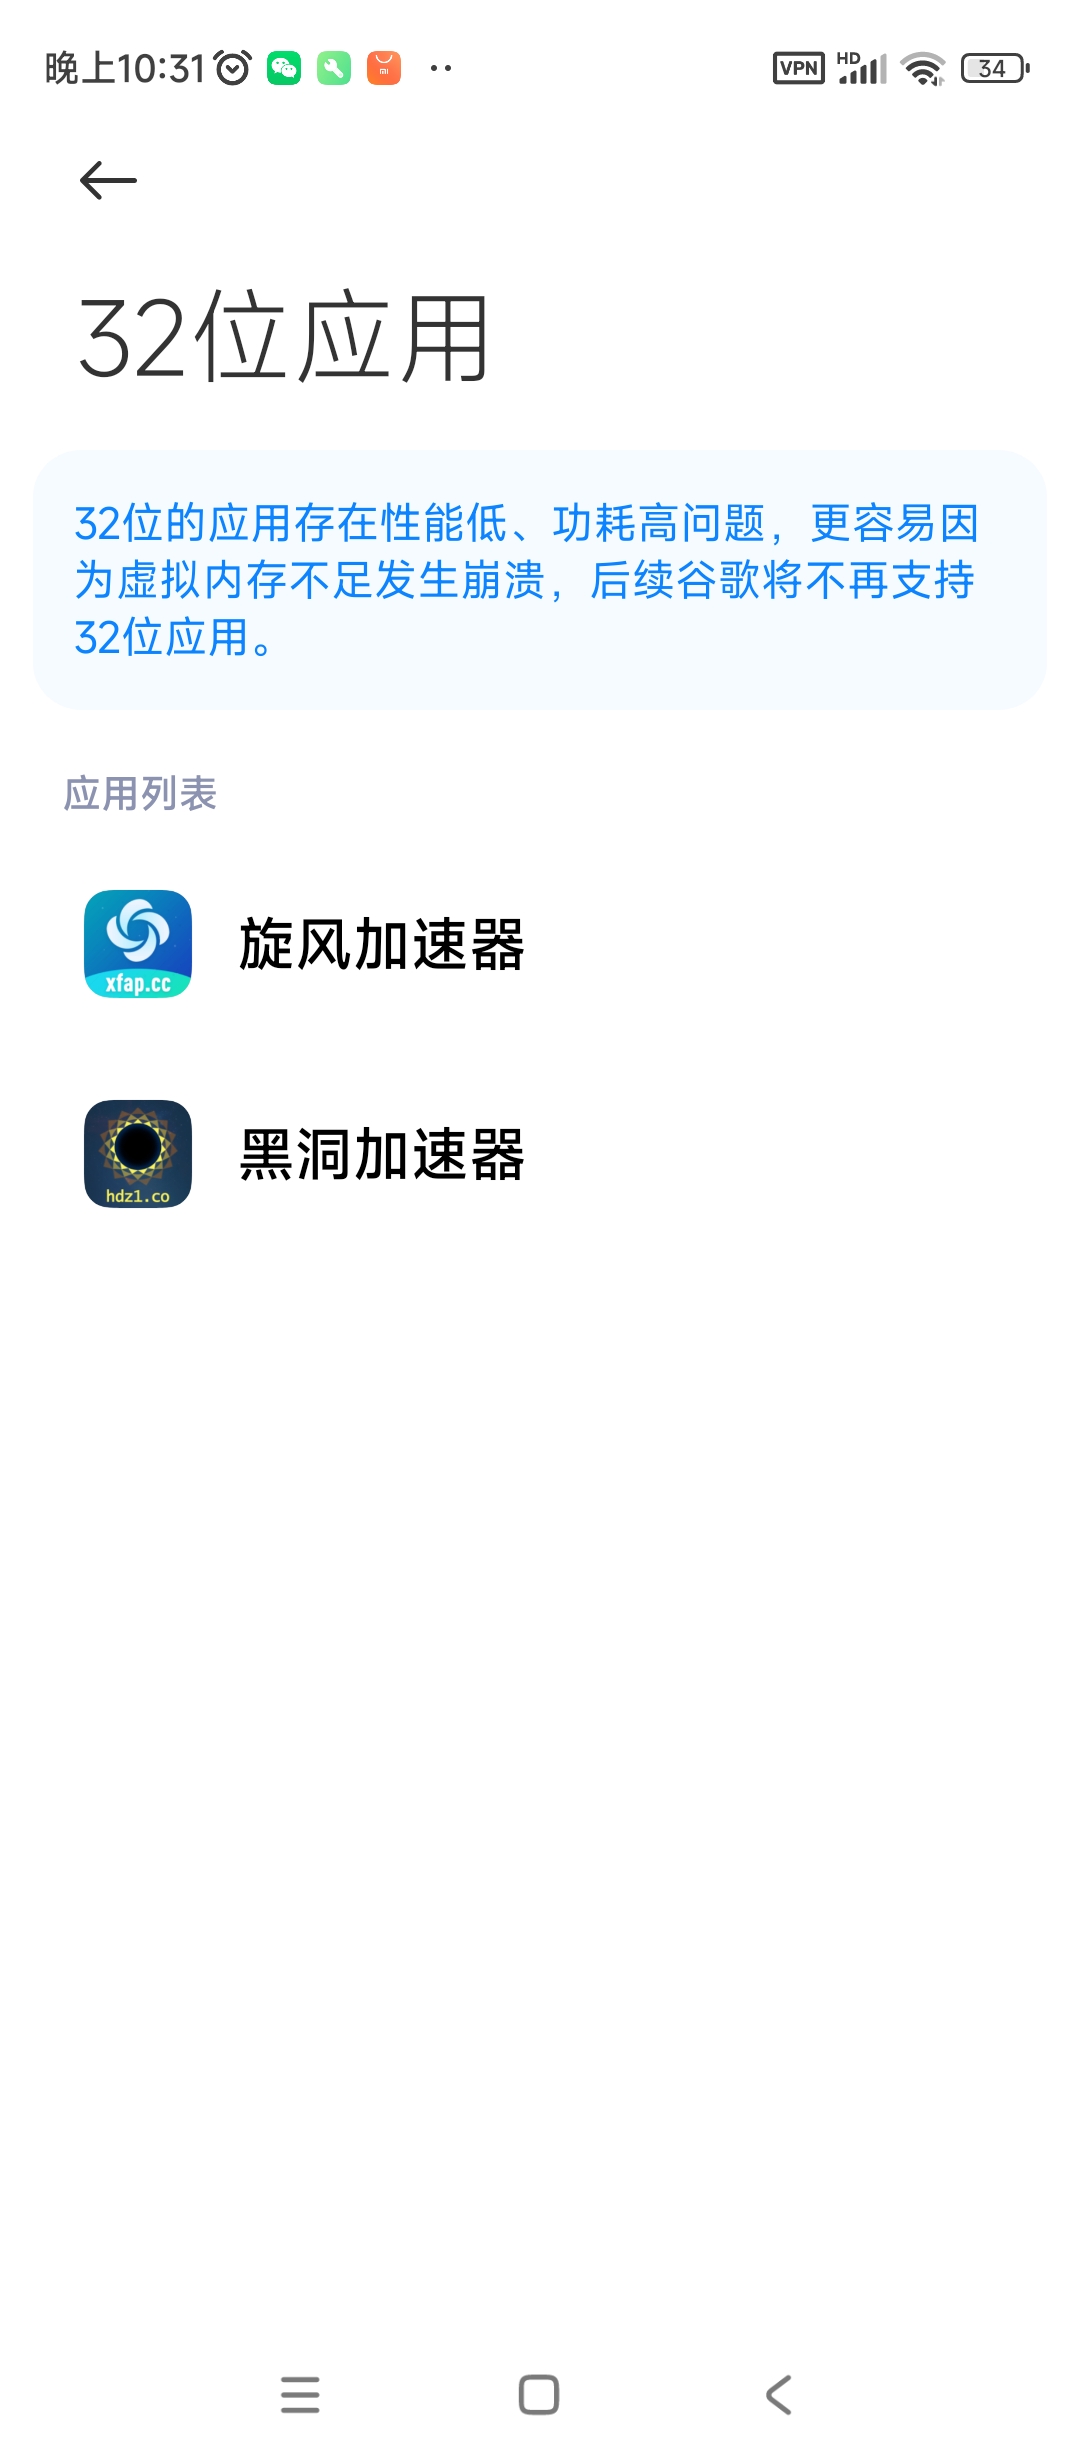 晚上10:31
VPN HD 34
32位应用
32位的应用存在性能低、功耗高问题，更容易因
为虚拟内存不足发生崩溃，后续谷歌将不再支持
32位应用。
应用列表
xfap.cc
旋风加速器
hdz1.co
黑洞加速器